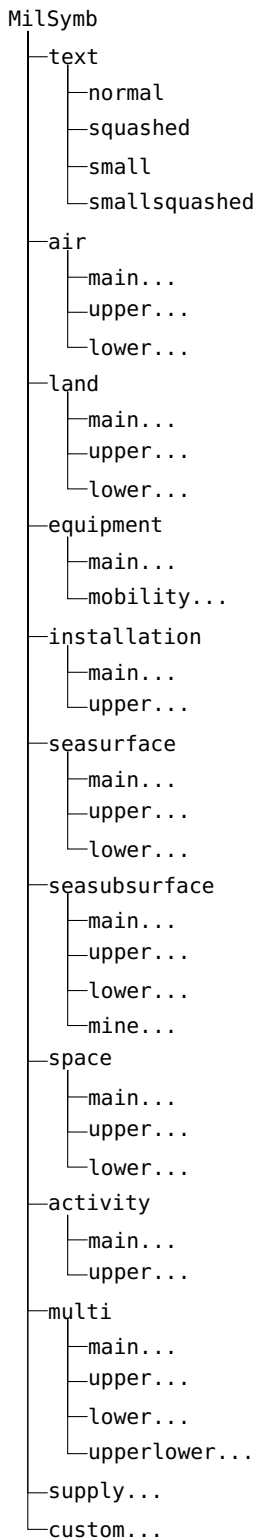 MilSymb
text
normal
squashed
small
smallsquashed
air
main...
upper...
lower...
land
main...
upper...
lower...
equipment
main...
mobility...
installation
main...
upper...
seasurface
main...
upper...
lower...
seasubsurface
main...
upper...
lower...
mine...
space
main...
upper...
lower...
activity
main...
upper...
multi
main...
upper...
lower...
upperlower...
supply...
custom...